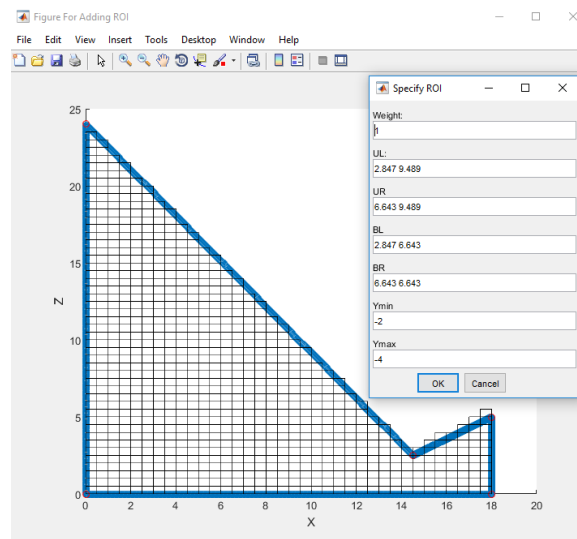 Figure For Adding ROI
File Edit View Insert Tools Desktop Window Help
Specify ROI
Weight:
1
UL:
2.847 9.489
UR
6.643 9.489
BL
2.847 6.643
BR
6.643 6.643
Ymin
-2
Ymax
-4
OK Cancel
25
20
15
10
5
0
Z
0 2 4 6 8 10 12 14 16 18 20
X